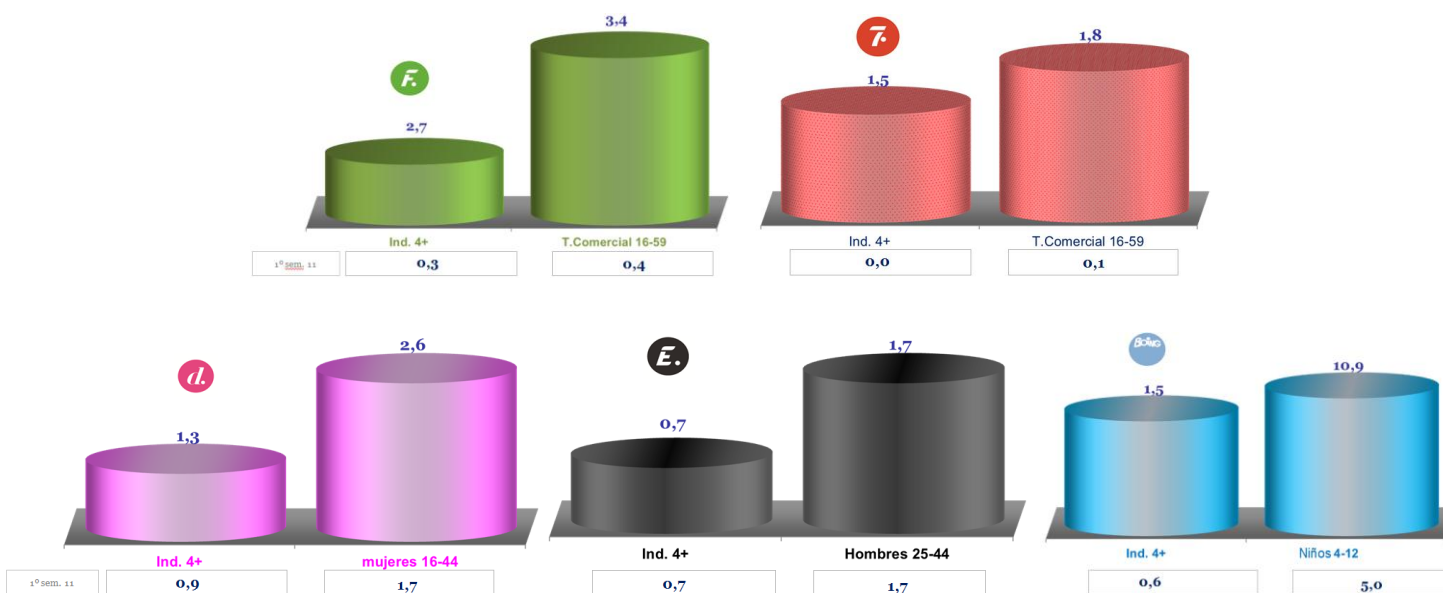 3,4
F.
2,7
Ind. 4+
T.Comercial 16-59
1º sem. 11
0,3
0,4
7.
1,8
1,5
Ind. 4+
T.Comercial 16-59
0,0
0,1
d.
2,6
1,3
Ind. 4+
mujeres 16-44
1º sem. 11
0,9
1,7
E.
1,7
0,7
Ind. 4+
Hombres 25-44
0,7
1,7
BOING
1,5
10,9
Ind. 4+
Niños 4-12
0,6
5,0